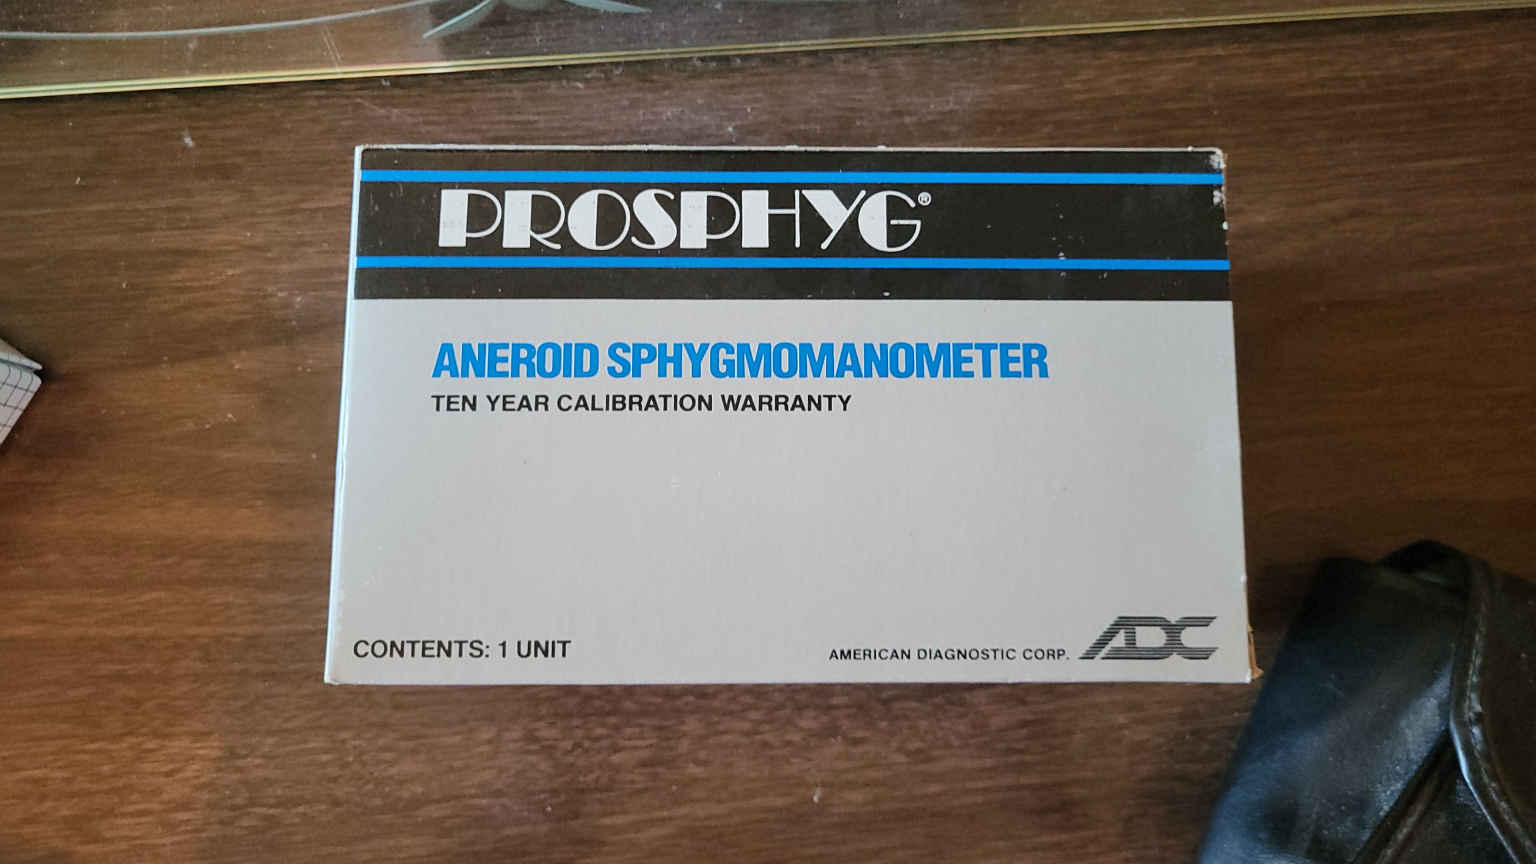 PROSPHYG®
ANEROID SPHYGMOMANOMETER
TEN YEAR CALIBRATION WARRANTY
CONTENTS: 1 UNIT
AMERICAN DIAGNOSTIC CORP. ADC